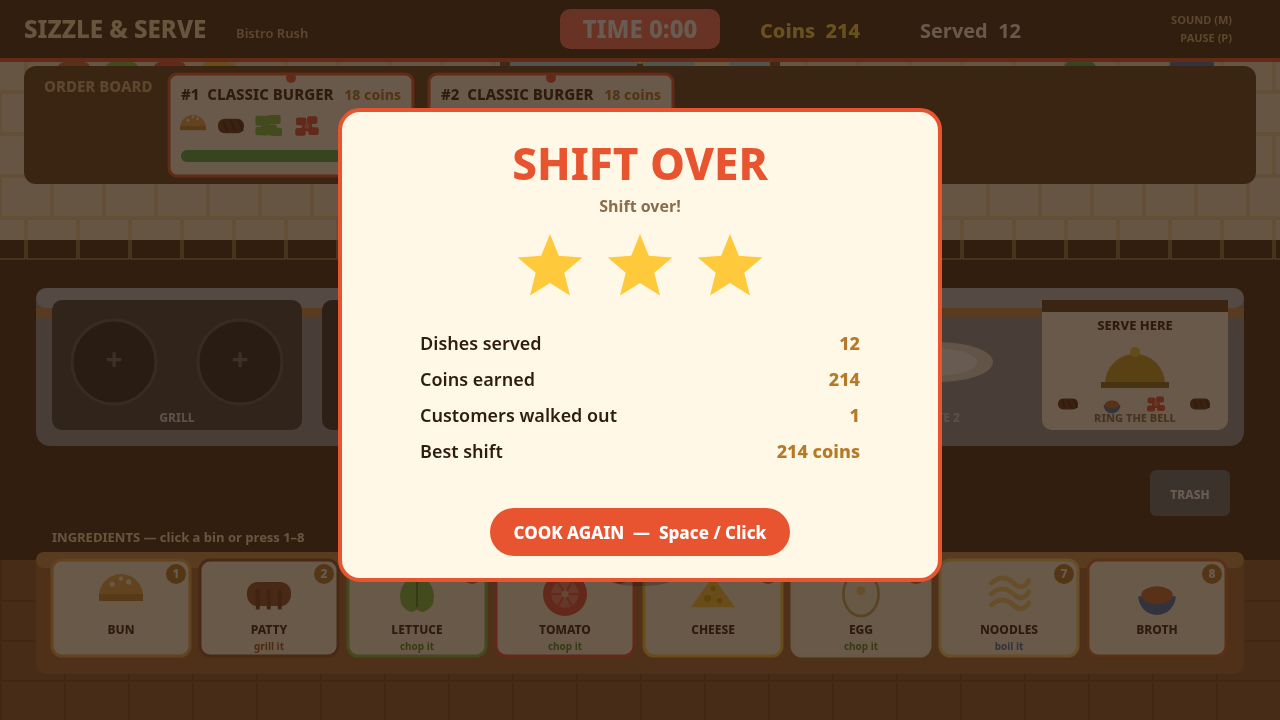 SIZZLE & SERVE
Bistro Rush
TIME 0:00
Coins 214
Served 12
SOUND (M)
PAUSE (P)
ORDER BOARD
#1 CLASSIC BURGER 18 coins
#2 CLASSIC BURGER 18 coins
SHIFT OVER
Shift over!
Dishes served 12
Coins earned 214
Customers walked out 1
Best shift 214 coins
COOK AGAIN — Space / Click
+ +
GRILL
E 2
SERVE HERE
RING THE BELL
TRASH
INGREDIENTS — click a bin or press 1–8
1
BUN
2
PATTY
grill it
LETTUCE
chop it
TOMATO
chop it
CHEESE
EGG
chop it
7
NOODLES
boil it
8
BROTH